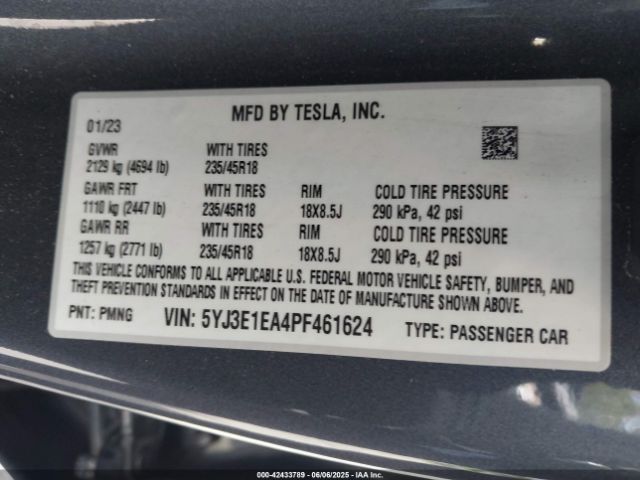 MFD BY TESLA, INC.
01/23
GVWR WITH TIRES
2129 kg (4694 lb) 235/45R18
GAWR FRT WITH TIRES RIM COLD TIRE PRESSURE
1110 kg (2447 lb) 235/45R18 18X8.5J 290 kPa, 42 psi
GAWR RR WITH TIRES RIM COLD TIRE PRESSURE
1257 kg (2771 lb) 235/45R18 18X8.5J 290 kPa, 42 psi
THIS VEHICLE CONFORMS TO ALL APPLICABLE U.S. FEDERAL MOTOR VEHICLE SAFETY, BUMPER, AND
THEFT PREVENTION STANDARDS IN EFFECT ON THE DATE OF MANUFACTURE SHOWN ABOVE.
PNT: PMNG VIN: 5YJ3E1EA4PF461624 TYPE: PASSENGER CAR
000-42433789 - 06/06/2025 - IAA Inc.